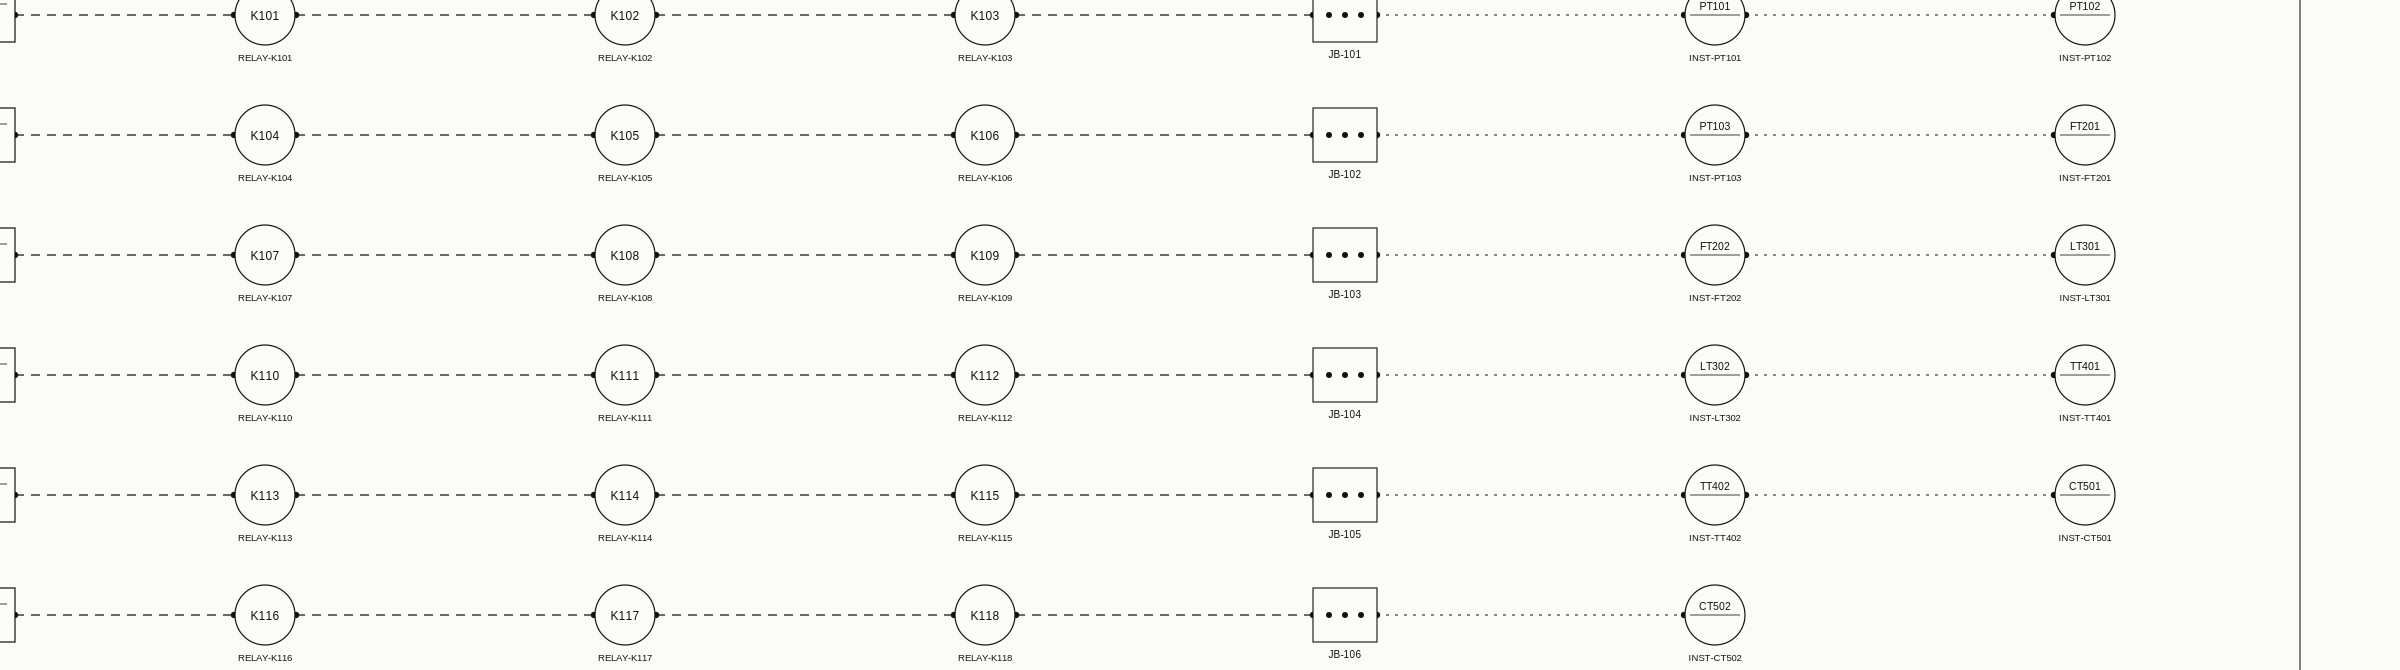 K101 K102 K103 PT101 PT102
RELAY-K101 RELAY-K102 RELAY-K103 JB-101 INST-PT101 INST-PT102
K104 K105 K106 PT103 FT201
RELAY-K104 RELAY-K105 RELAY-K106 JB-102 INST-PT103 INST-FT201
K107 K108 K109 FT202 LT301
RELAY-K107 RELAY-K108 RELAY-K109 JB-103 INST-FT202 INST-LT301
K110 K111 K112 LT302 TT401
RELAY-K110 RELAY-K111 RELAY-K112 JB-104 INST-LT302 INST-TT401
K113 K114 K115 TT402 CT501
RELAY-K113 RELAY-K114 RELAY-K115 JB-105 INST-TT402 INST-CT501
K116 K117 K118 CT502
RELAY-K116 RELAY-K117 RELAY-K118 JB-106 INST-CT502